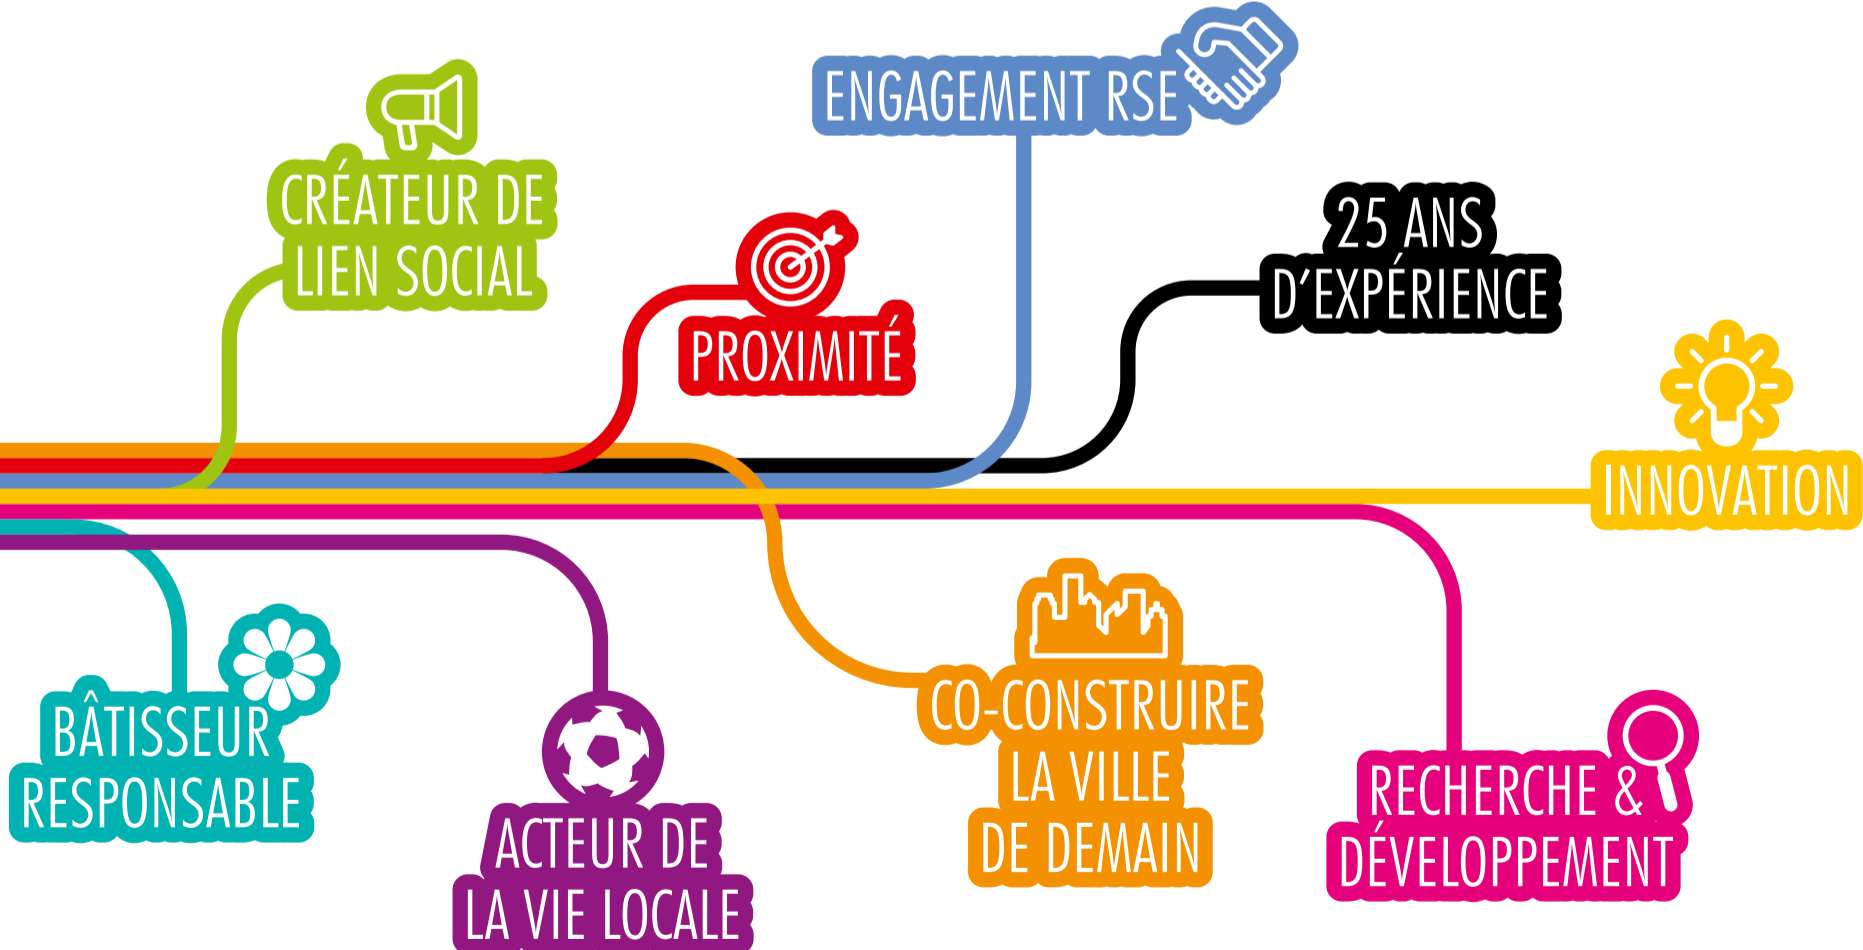 ENGAGEMENT RSE
CRÉATEUR DE
LIEN SOCIAL
25 ANS
D'EXPÉRIENCE
PROXIMITÉ
INNOVATION
BÂTISSEUR
RESPONSABLE
CO-CONSTRUIRE
LA VILLE
DE DEMAIN
ACTEUR DE
LA VIE LOCALE
RECHERCHE &
DÉVELOPPEMENT